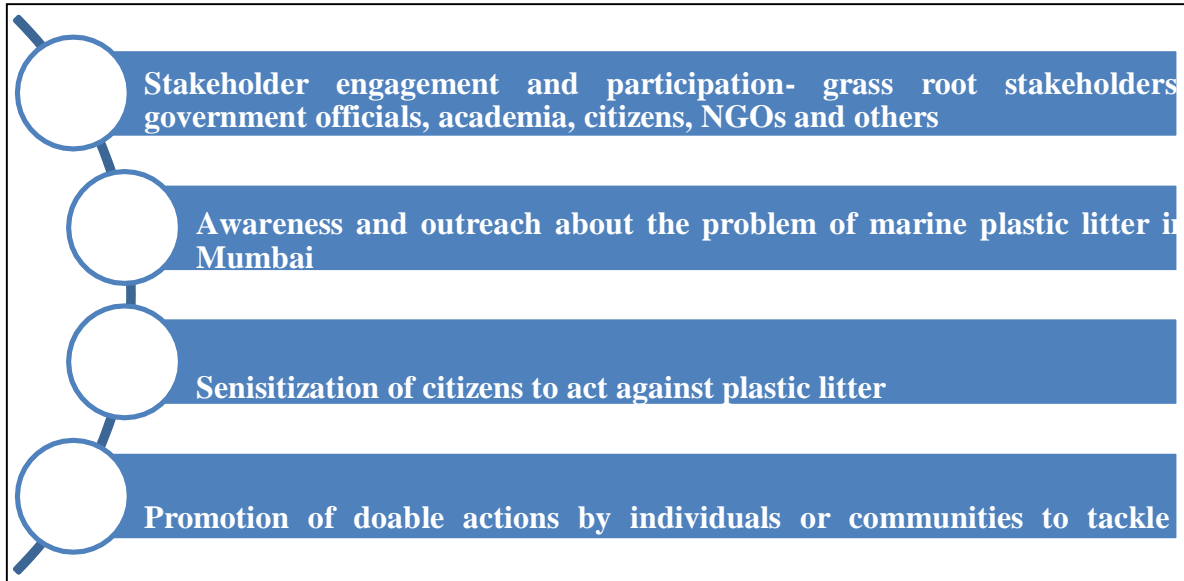 Stakeholder engagement and participation- grass root stakeholders
government officials, academia, citizens, NGOs and others
Awareness and outreach about the problem of marine plastic litter in
Mumbai
Senisitization of citizens to act against plastic litter
Promotion of doable actions by individuals or communities to tackle